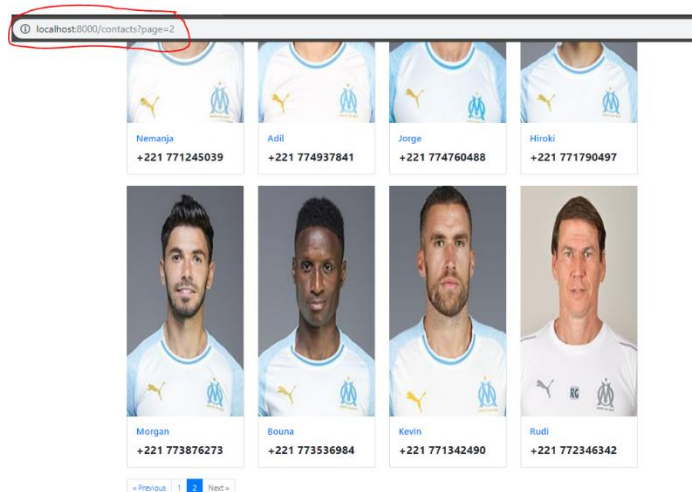 localhost:8000/contacts?page=2
Nemanja Adil Jorge Hiroki
+221 771245039 +221 774937841 +221 774760488 +221 771790497
RG
Morgan Bouna Kevin Rudi
+221 773876273 +221 773536984 +221 771342490 +221 772346342
« Previous 1 2 Next »